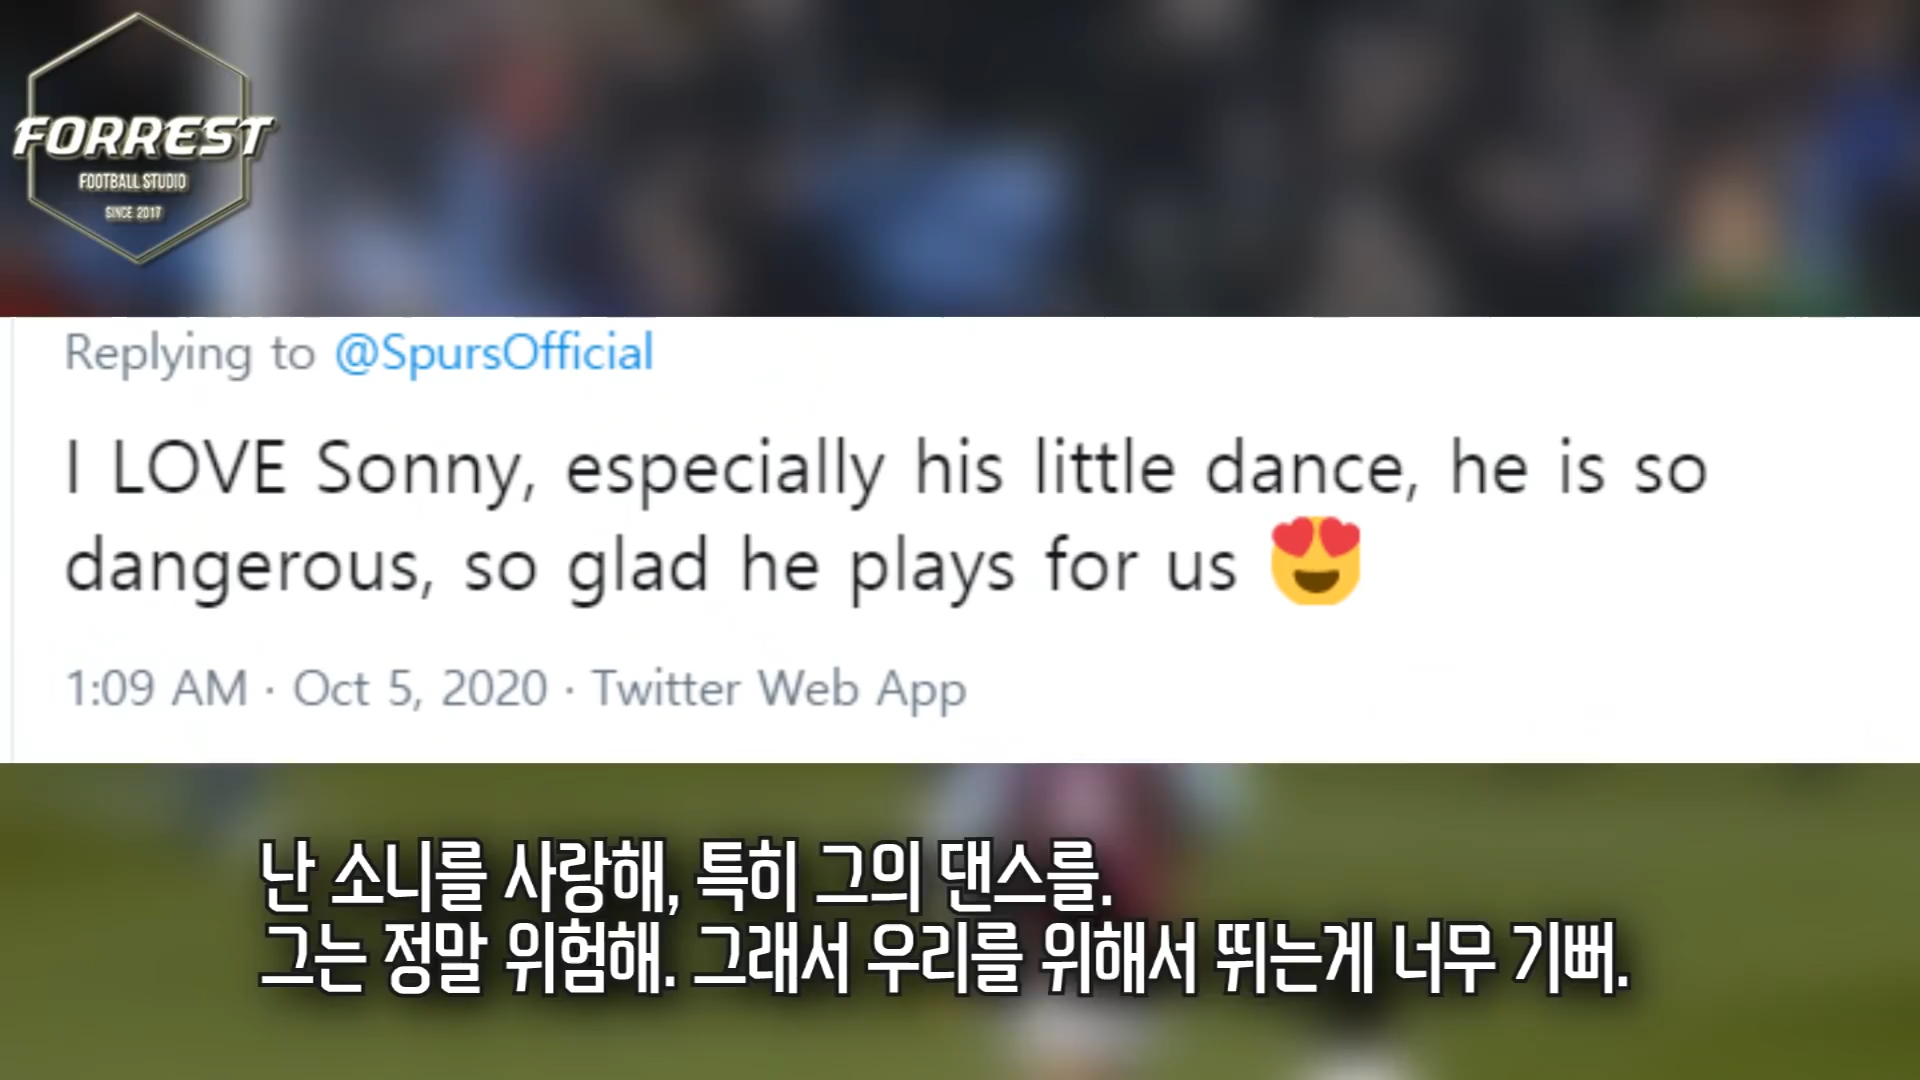 FORREST
FOOTBALL STUDIO
SINCE 2017
Replying to @SpursOfficial
I LOVE Sonny, especially his little dance, he is so
dangerous, so glad he plays for us 😍
1:09 AM · Oct 5, 2020 · Twitter Web App
난 소니를 사랑해, 특히 그의 댄스를.
그는 정말 위험해. 그래서 우리를 위해서 뛰는게 너무 기뻐.